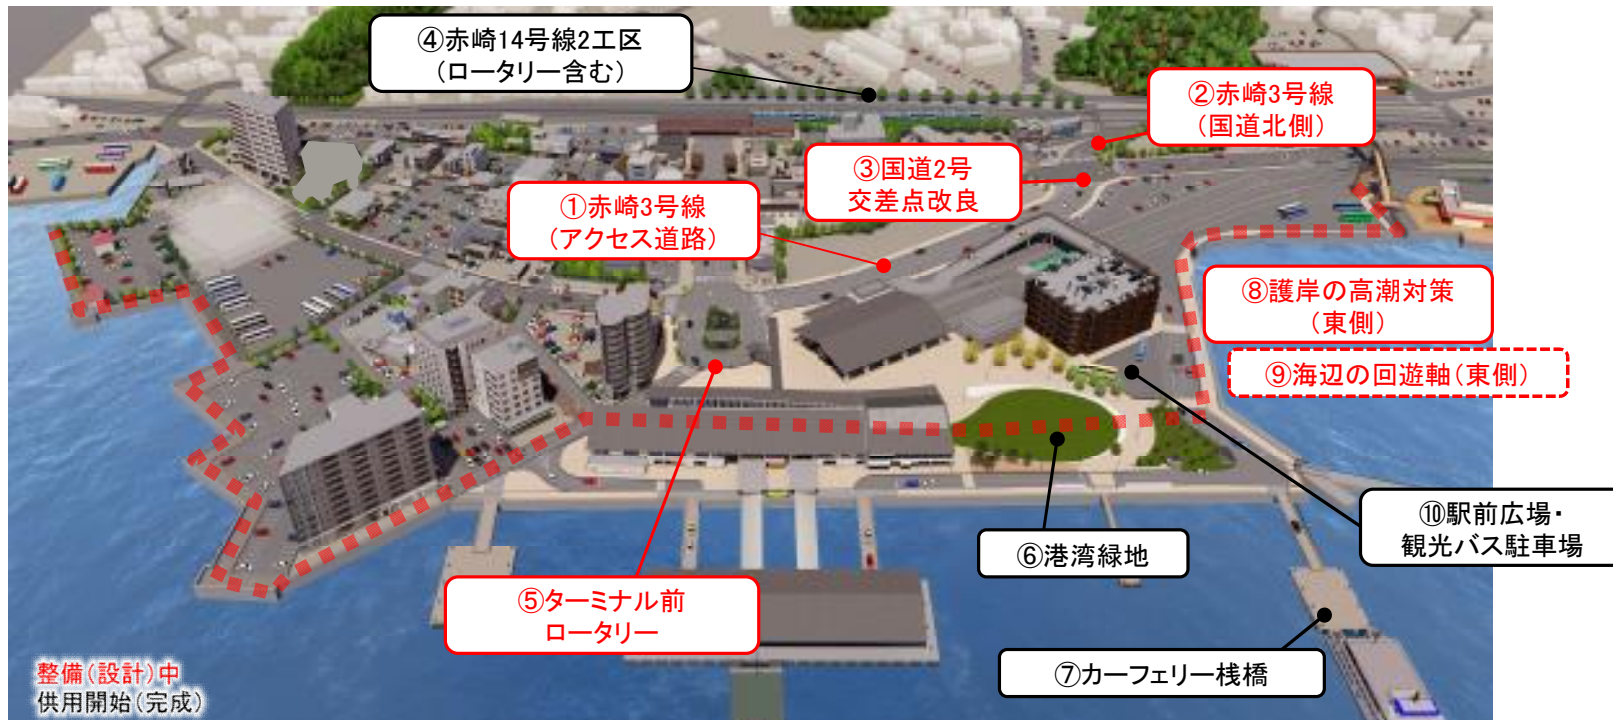 ④赤崎14号線2工区
（ロータリー含む）
②赤崎3号線
（国道北側）
③国道2号
交差点改良
①赤崎3号線
（アクセス道路）
⑧護岸の高潮対策
（東側）
⑨海辺の回遊軸（東側）
⑩駅前広場・
観光バス駐車場
⑥港湾緑地
⑤ターミナル前
ロータリー
⑦カーフェリー桟橋
整備（設計）中
供用開始（完成）